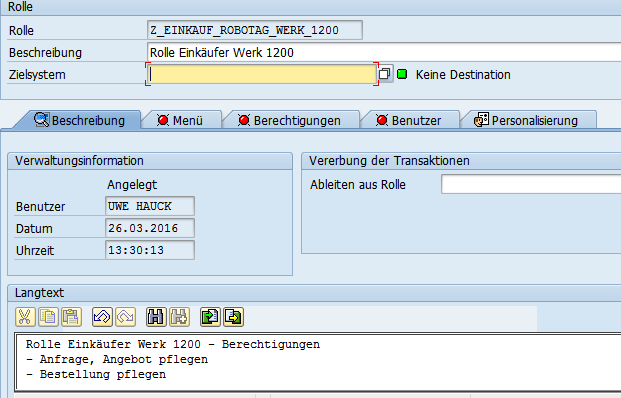 Rolle
Rolle Z_EINKAUF_ROBOTAG_WERK_1200
Beschreibung Rolle Einkäufer Werk 1200
Zielsystem Keine Destination
Beschreibung Menü Berechtigungen Benutzer Personalisierung
Verwaltungsinformation
Angelegt
Benutzer UWE HAUCK
Datum 26.03.2016
Uhrzeit 13:30:13
Vererbung der Transaktionen
Ableiten aus Rolle
Langtext
Rolle Einkäufer Werk 1200 - Berechtigungen
- Anfrage, Angebot pflegen
- Bestellung pflegen